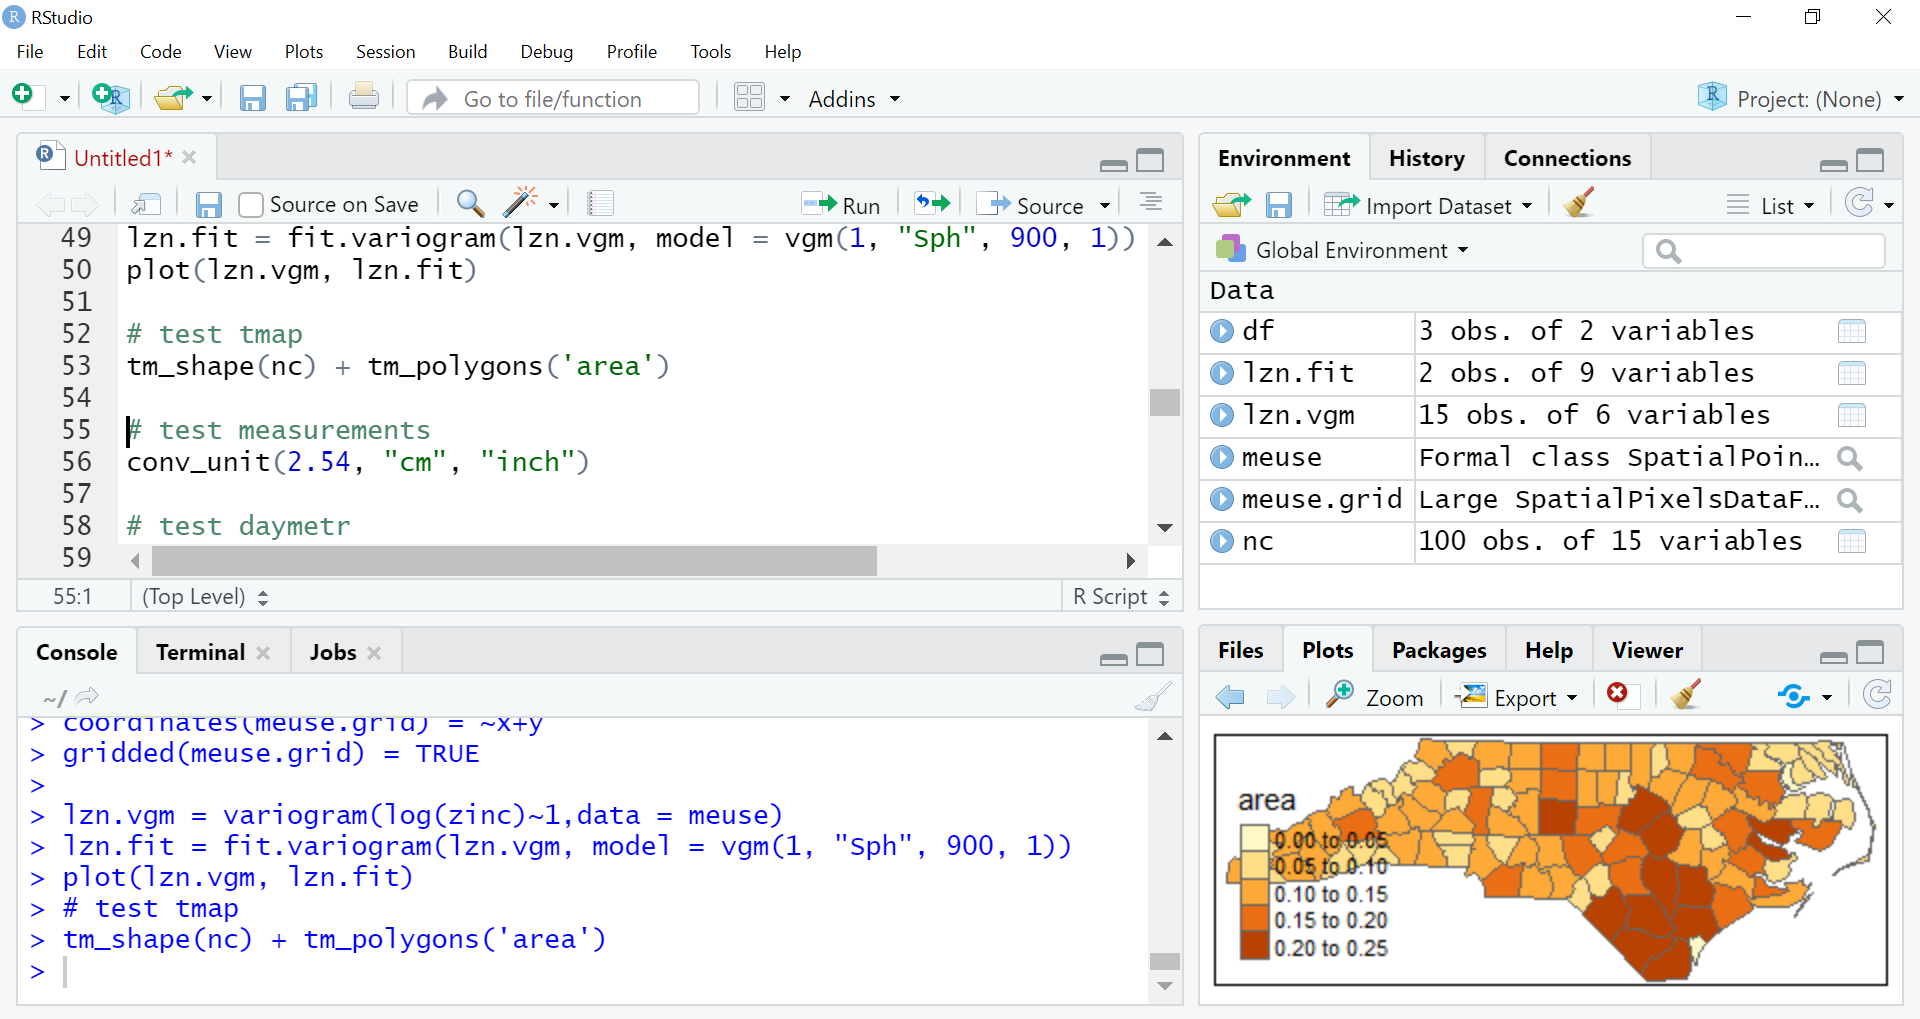 RStudio
File Edit Code View Plots Session Build Debug Profile Tools Help
Go to file/function Addins Project: (None)
Untitled1*
Source on Save Run Source
49 lzn.fit = fit.variogram(lzn.vgm, model = vgm(1, "Sph", 900, 1))
50 plot(lzn.vgm, lzn.fit)
51
52 # test tmap
53 tm_shape(nc) + tm_polygons('area')
54
55 # test measurements
56 conv_unit(2.54, "cm", "inch")
57
58 # test daymetr
59
55:1 (Top Level) R Script
Console Terminal Jobs
~/
> coordinates(meuse.grid) = ~x+y
> gridded(meuse.grid) = TRUE
>
> lzn.vgm = variogram(log(zinc)~1,data = meuse)
> lzn.fit = fit.variogram(lzn.vgm, model = vgm(1, "Sph", 900, 1))
> plot(lzn.vgm, lzn.fit)
> # test tmap
> tm_shape(nc) + tm_polygons('area')
>
Environment History Connections
Import Dataset List
Global Environment
Data
df 3 obs. of 2 variables
lzn.fit 2 obs. of 9 variables
lzn.vgm 15 obs. of 6 variables
meuse Formal class SpatialPoin...
meuse.grid Large SpatialPixelsDataF...
nc 100 obs. of 15 variables
Files Plots Packages Help Viewer
Zoom Export
area
0.00 to 0.05
0.05 to 0.10
0.10 to 0.15
0.15 to 0.20
0.20 to 0.25